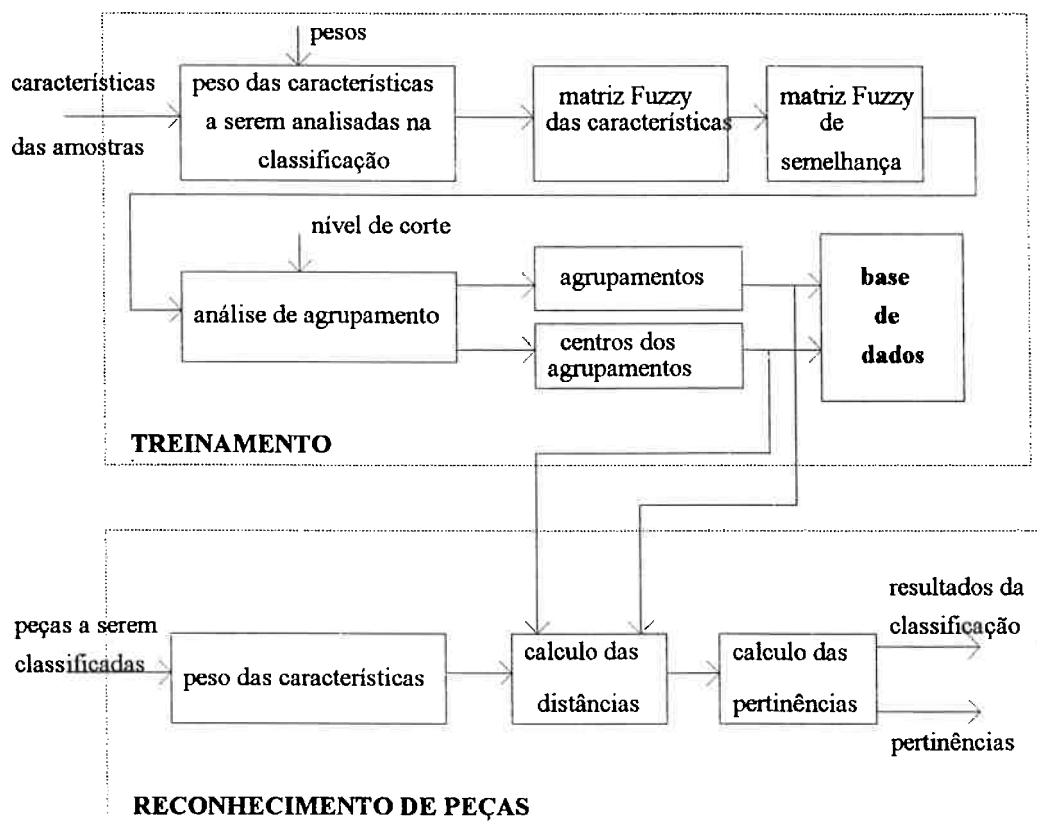 pesos
características
das amostras
peso das características
a serem analisadas na
classificação
matriz Fuzzy
das características
matriz Fuzzy
de
semelhança
nível de corte
análise de agrupamento
agrupamentos
centros dos
agrupamentos
base
de
dados
TREINAMENTO
peças a serem
classificadas
peso das características
calculo das
distâncias
calculo das
pertinências
resultados da
classificação
pertinências
RECONHECIMENTO DE PEÇAS